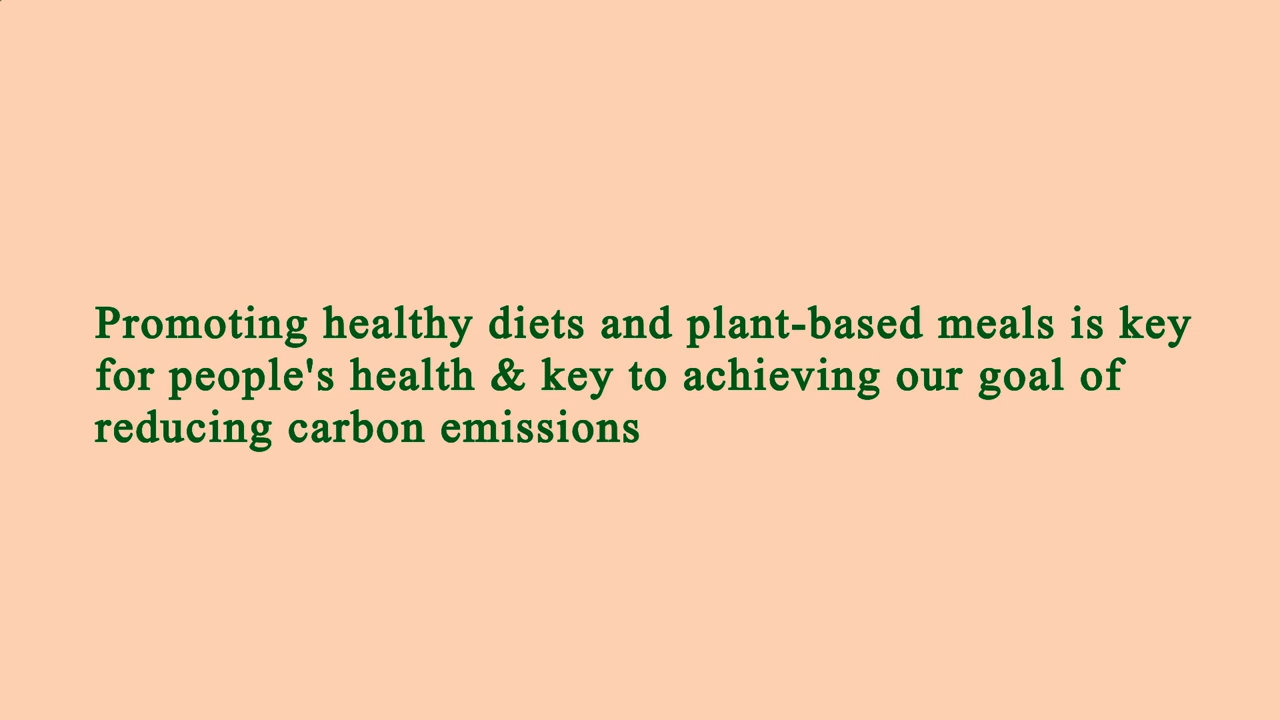 Promoting healthy diets and plant-based meals is key
for people's health & key to achieving our goal of
reducing carbon emissions